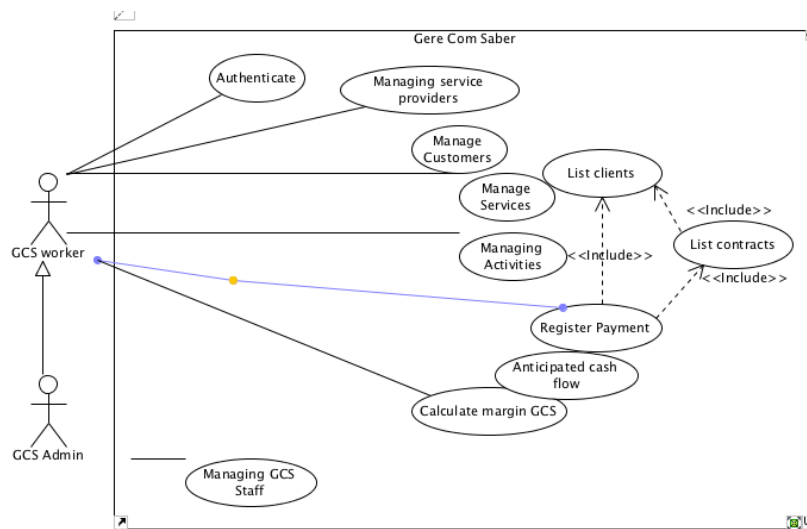 Gere Com Saber
Authenticate
Managing service
providers
Manage
Customers
List clients
Manage
Services
<<Include>>
GCS worker
Managing
Activities
<<Include>>
List contracts
<<Include>>
Register Payment
Anticipated cash
flow
Calculate margin GCS
GCS Admin
Managing GCS
Staff